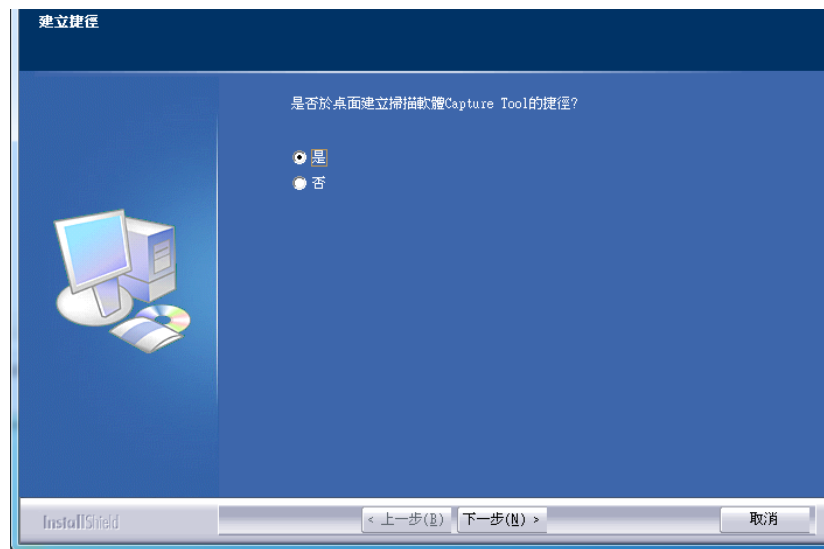 建立捷徑
是否於桌面建立掃描軟體Capture Tool的捷徑?
是
否
InstallShield
< 上一步(B)
下一步(N) >
取消